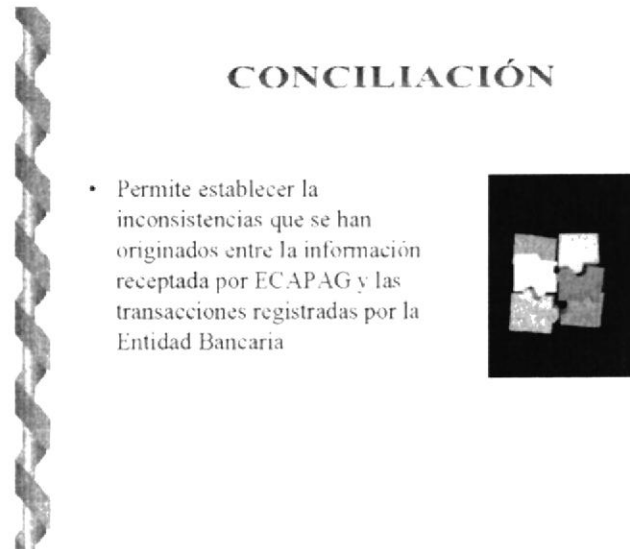 CONCILIACIÓN
• Permite establecer la
inconsistencias que se han
originados entre la información
receptada por ECAPAG y las
transacciones registradas por la
Entidad Bancaria